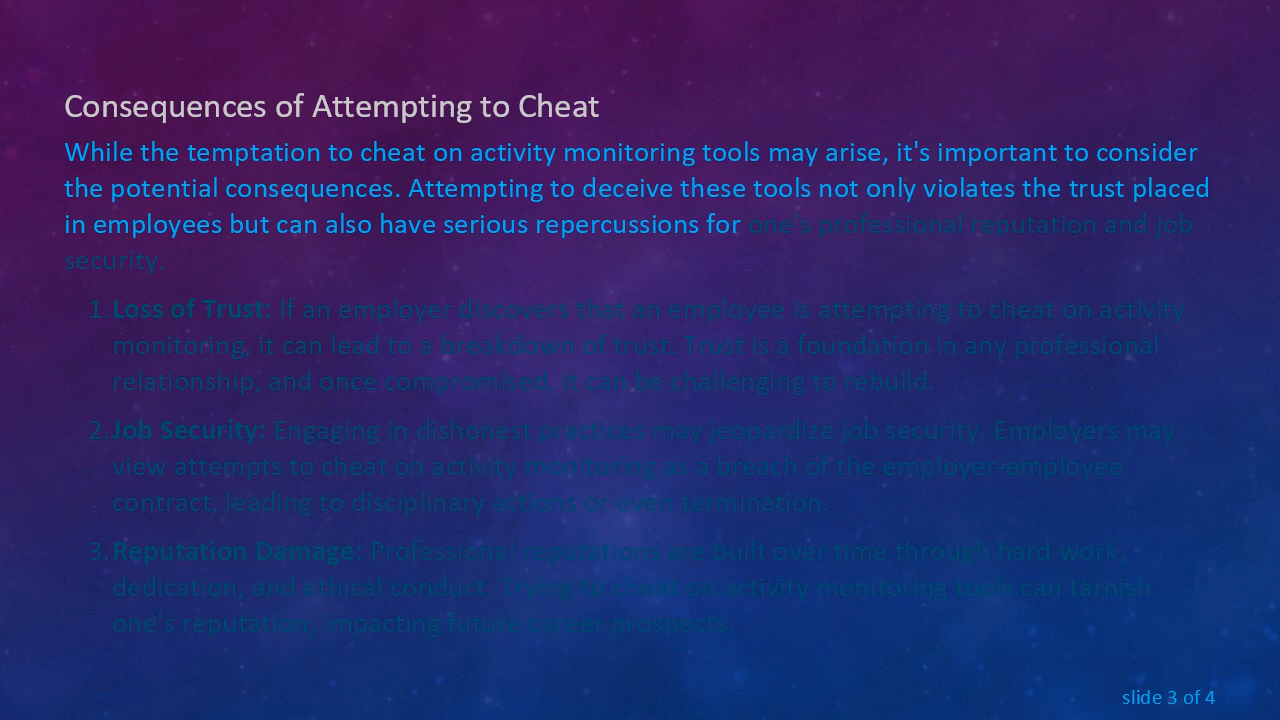 Consequences of Attempting to Cheat
While the temptation to cheat on activity monitoring tools may arise, it's important to consider
the potential consequences. Attempting to deceive these tools not only violates the trust placed
in employees but can also have serious repercussions for one's professional reputation and job
security.
1. Loss of Trust: If an employer discovers that an employee is attempting to cheat on activity
monitoring, it can lead to a breakdown of trust. Trust is a foundation in any professional
relationship, and once compromised, it can be challenging to rebuild.
2. Job Security: Engaging in dishonest practices may jeopardize job security. Employers may
view attempts to cheat on activity monitoring as a breach of the employer-employee
contract, leading to disciplinary actions or even termination.
3. Reputation Damage: Professional reputations are built over time through hard work,
dedication, and ethical conduct. Trying to cheat on activity monitoring tools can tarnish
one's reputation, impacting future career prospects.
slide 3 of 4